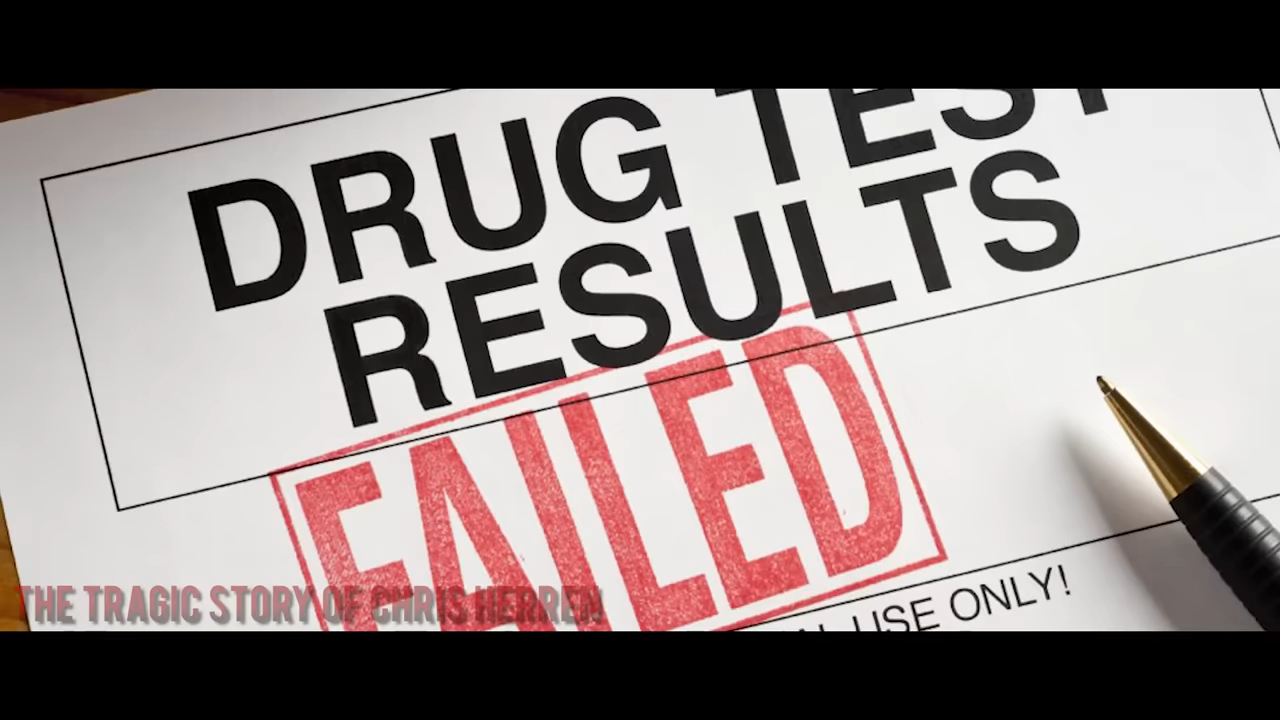 DRUG TEST
RESULTS
FAILED
USE ONLY!
THE TRAGIC STORY OF CHRIS HERREN